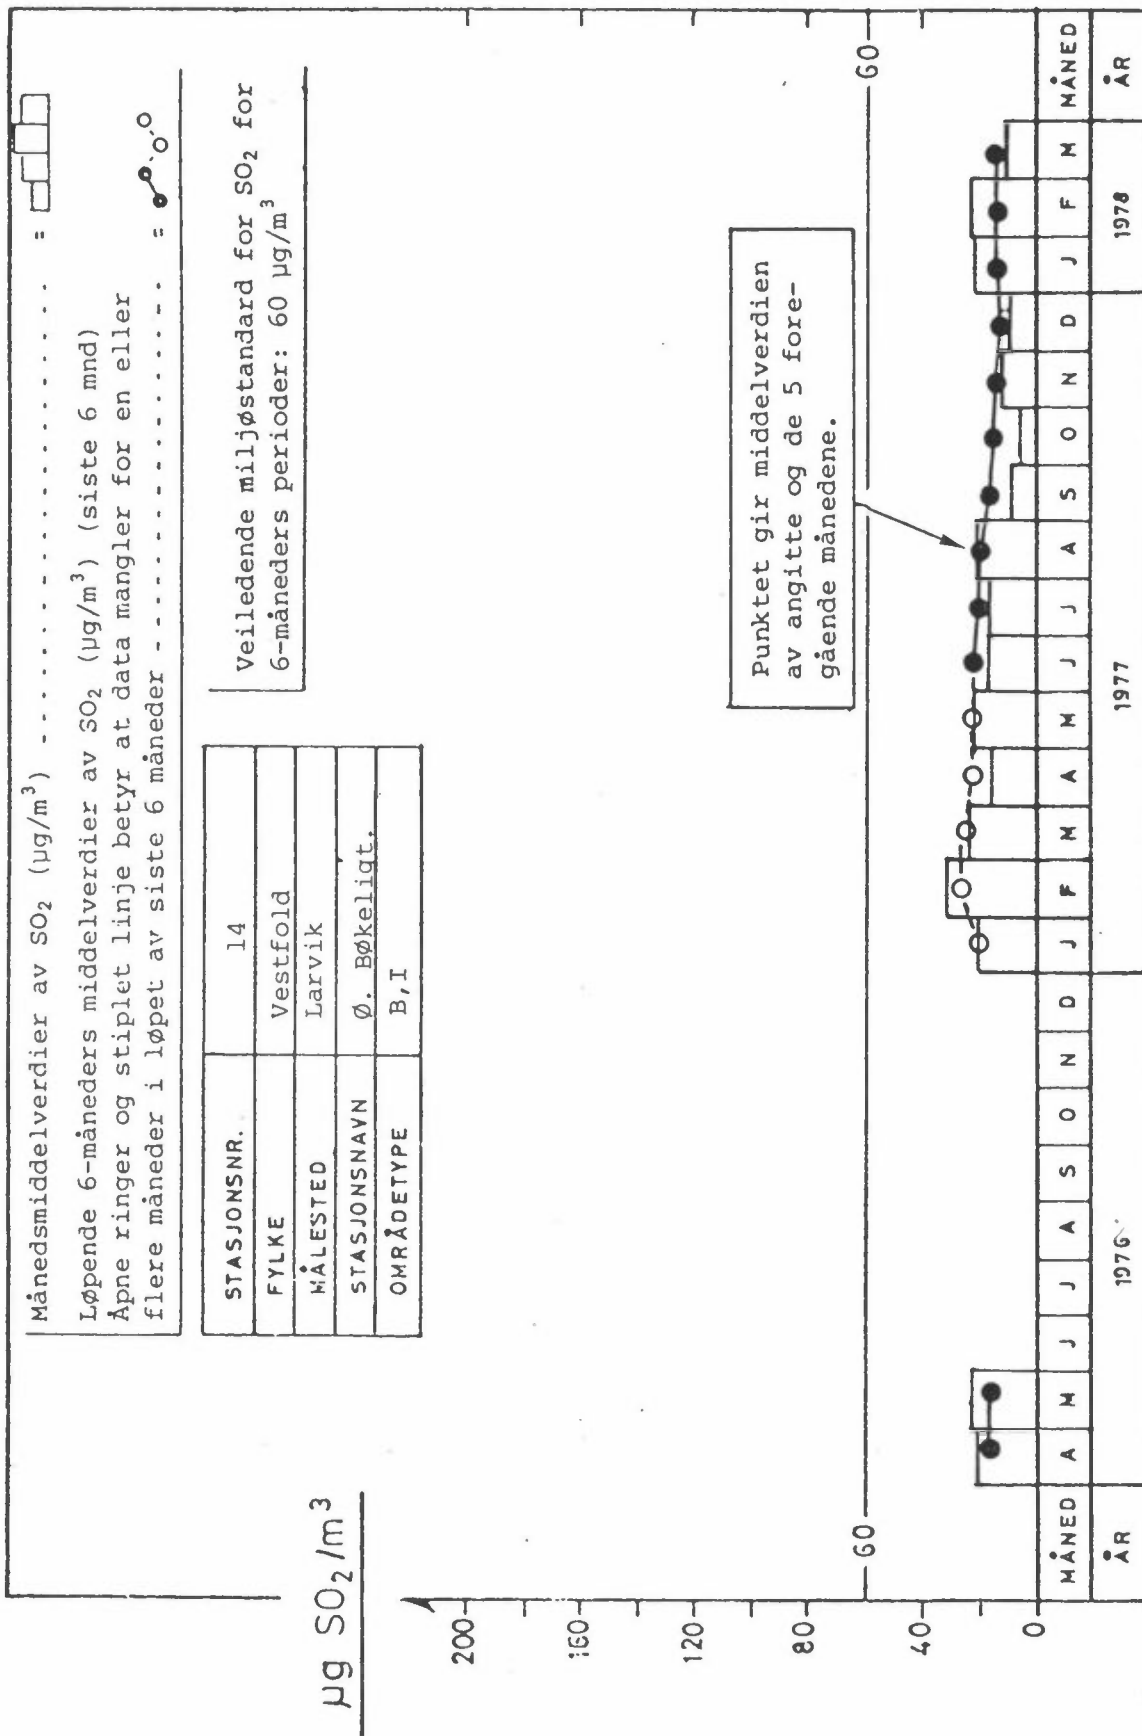 Månedsmiddelverdier av SO₂ (µg/m³) - - - - - - - - - - - - - - - - =
Løpende 6-måneders middelverdier av SO₂ (µg/m³) (siste 6 mnd)
Åpne ringer og stiplet linje betyr at data mangler for en eller
flere måneder i løpet av siste 6 måneder - - - - - - - - - - - - - - =
STASJONSNR. 14
FYLKE Vestfold
MÅLESTED Larvik
STASJONSNAVN Ø. Bøkeligt.
OMRÅDETYPE B,I
Veiledende miljøstandard for SO₂ for
6-måneders perioder: 60 µg/m³
µg SO₂/m³
200
160
120
80
40
0
60 60
Punktet gir middelverdien
av angitte og de 5 fore-
gående månedene.
MÅNED A M J J A S O N D J F M A M J J A S O N D J F M MÅNED
ÅR 1976 1977 1978 ÅR